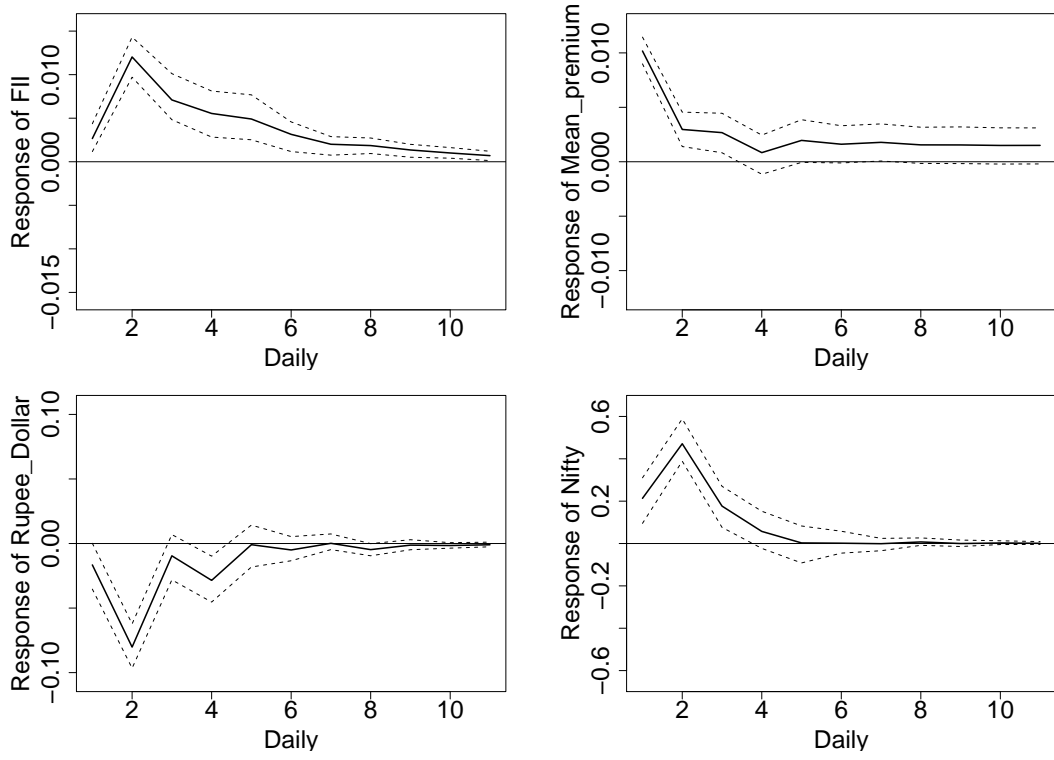 Response of FII
0.010
0.000
−0.015
2 4 6 8 10
Daily
Response of Mean_premium
0.010
0.000
−0.010
2 4 6 8 10
Daily
Response of Rupee_Dollar
0.10
0.00
−0.10
2 4 6 8 10
Daily
Response of Nifty
0.6
0.2
−0.2
−0.6
2 4 6 8 10
Daily